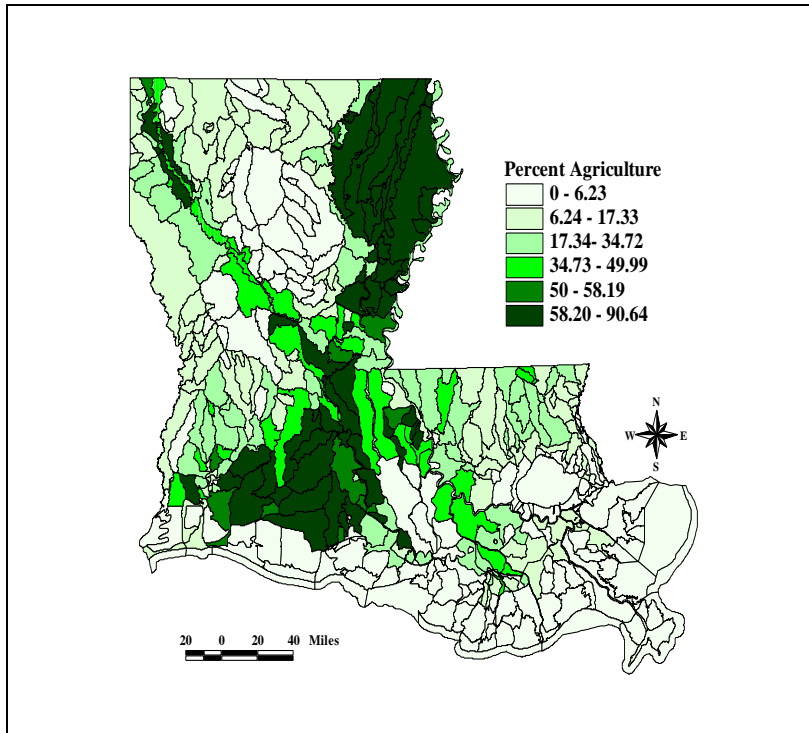 Percent Agriculture
0 - 6.23
6.24 - 17.33
17.34- 34.72
34.73 - 49.99
50 - 58.19
58.20 - 90.64
N
W E
S
20 0 20 40 Miles